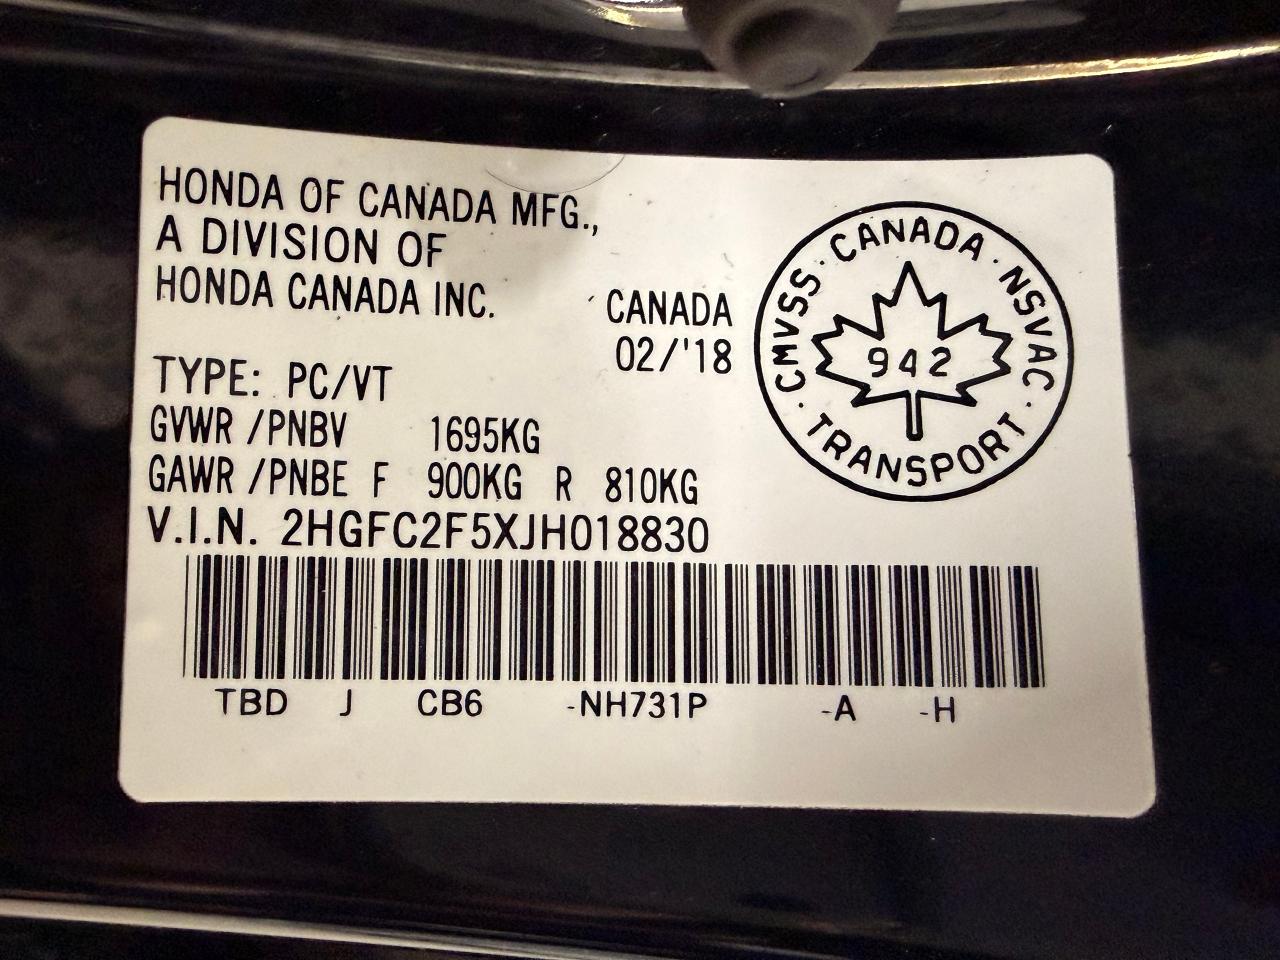 HONDA OF CANADA MFG.,
A DIVISION OF
HONDA CANADA INC.
CANADA
02/'18
TYPE: PC/VT
GVWR /PNBV 1695KG
GAWR /PNBE F 900KG R 810KG
V.I.N. 2HGFC2F5XJH018830
TBD J CB6 -NH731P -A -H
CMVSS · CANADA · NSVAC · TRANSPORT ·
942